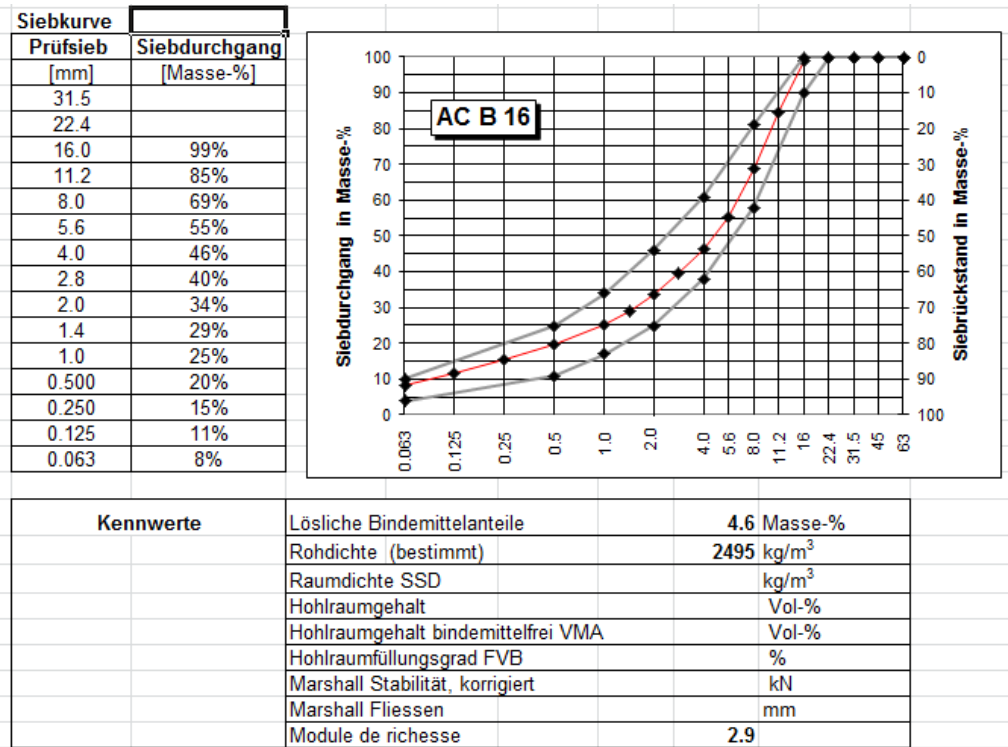 Siebkurve
Prüfsieb Siebdurchgang
[mm] [Masse-%]
31.5
22.4
16.0 99%
11.2 85%
8.0 69%
5.6 55%
4.0 46%
2.8 40%
2.0 34%
1.4 29%
1.0 25%
0.500 20%
0.250 15%
0.125 11%
0.063 8%
AC B 16
Siebdurchgang in Masse-%
100
90
80
70
60
50
40
30
20
10
0
0.063 0.125 0.25 0.5 1.0 2.0 4.0 5.6 8.0 11.2 16 22.4 31.5 45 63
0
10
20
30
40
50
60
70
80
90
100
Siebrückstand in Masse-%
Kennwerte
Lösliche Bindemittelanteile 4.6 Masse-%
Rohdichte (bestimmt) 2495 kg/m³
Raumdichte SSD kg/m³
Hohlraumgehalt Vol-%
Hohlraumgehalt bindemittelfrei VMA Vol-%
Hohlraumfüllungsgrad FVB %
Marshall Stabilität, korrigiert kN
Marshall Fliessen mm
Module de richesse 2.9